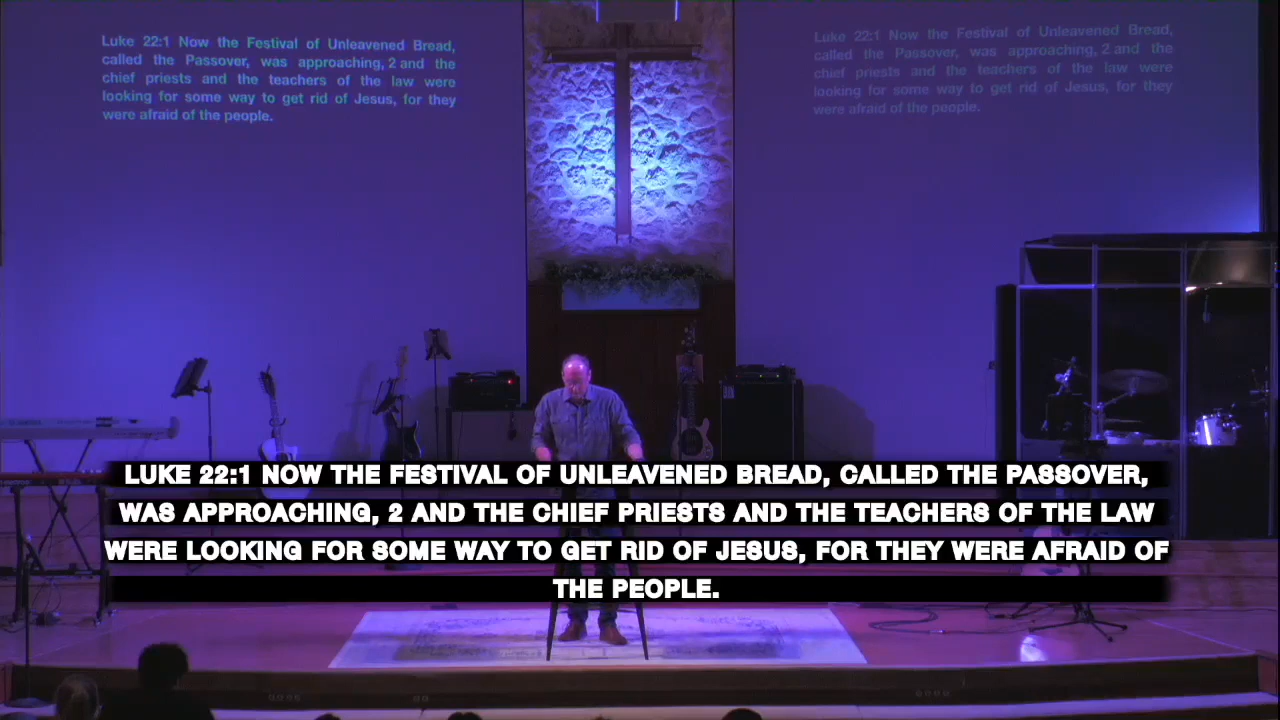 Luke 22:1 Now the Festival of Unleavened Bread,
called the Passover, was approaching, 2 and the
chief priests and the teachers of the law were
looking for some way to get rid of Jesus, for they
were afraid of the people.
Luke 22:1 Now the Festival of Unleavened Bread,
called the Passover, was approaching, 2 and the
chief priests and the teachers of the law were
looking for some way to get rid of Jesus, for they
were afraid of the people.
LUKE 22:1 NOW THE FESTIVAL OF UNLEAVENED BREAD, CALLED THE PASSOVER,
WAS APPROACHING, 2 AND THE CHIEF PRIESTS AND THE TEACHERS OF THE LAW
WERE LOOKING FOR SOME WAY TO GET RID OF JESUS, FOR THEY WERE AFRAID OF
THE PEOPLE.